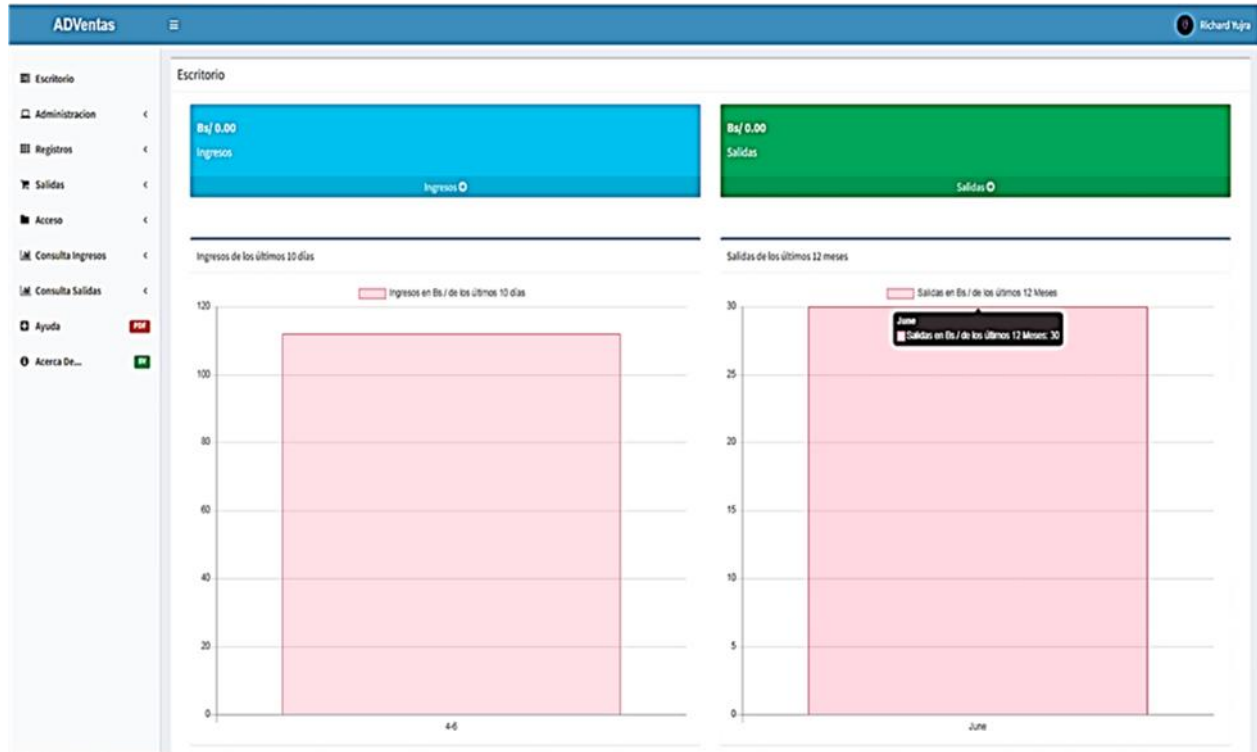 ADVentas
Richard Yujra
Escritorio
Administracion
Registros
Salidas
Acceso
Consulta Ingresos
Consulta Salidas
Ayuda
PDF
Acerca De...
Escritorio
Bs/ 0.00
Ingresos
Ingresos
Bs/ 0.00
Salidas
Salidas
Ingresos de los últimos 10 días
Ingresos en Bs./ de los últimos 10 días
120
100
80
60
40
20
0
4-6
Salidas de los últimos 12 meses
Salidas en Bs./ de los últimos 12 Meses
June
Salidas en Bs./ de los últimos 12 Meses: 30
30
25
20
15
10
5
0
June